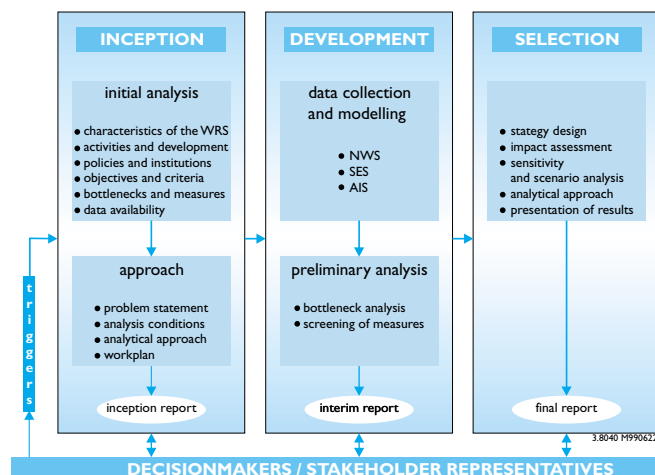 INCEPTION
initial analysis
● characteristics of the WRS
● activities and development
● policies and institutions
● objectives and criteria
● bottlenecks and measures
● data availability
approach
● problem statement
● analysis conditions
● analytical approach
● workplan
inception report
DEVELOPMENT
data collection
and modelling
● NWS
● SES
● AIS
preliminary analysis
● bottleneck analysis
● screening of measures
interim report
SELECTION
● stategy design
● impact assessment
● sensitivity
and scenario analysis
● analytical approach
● presentation of results
final report
triggers
3.8040 M990622
DECISIONMAKERS / STAKEHOLDER REPRESENTATIVES